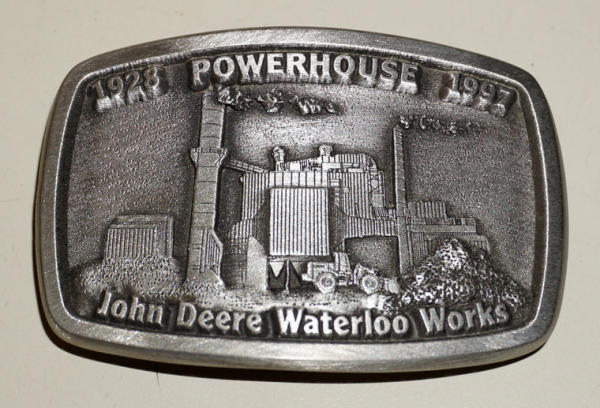 1928 POWERHOUSE 1997
John Deere Waterloo Works